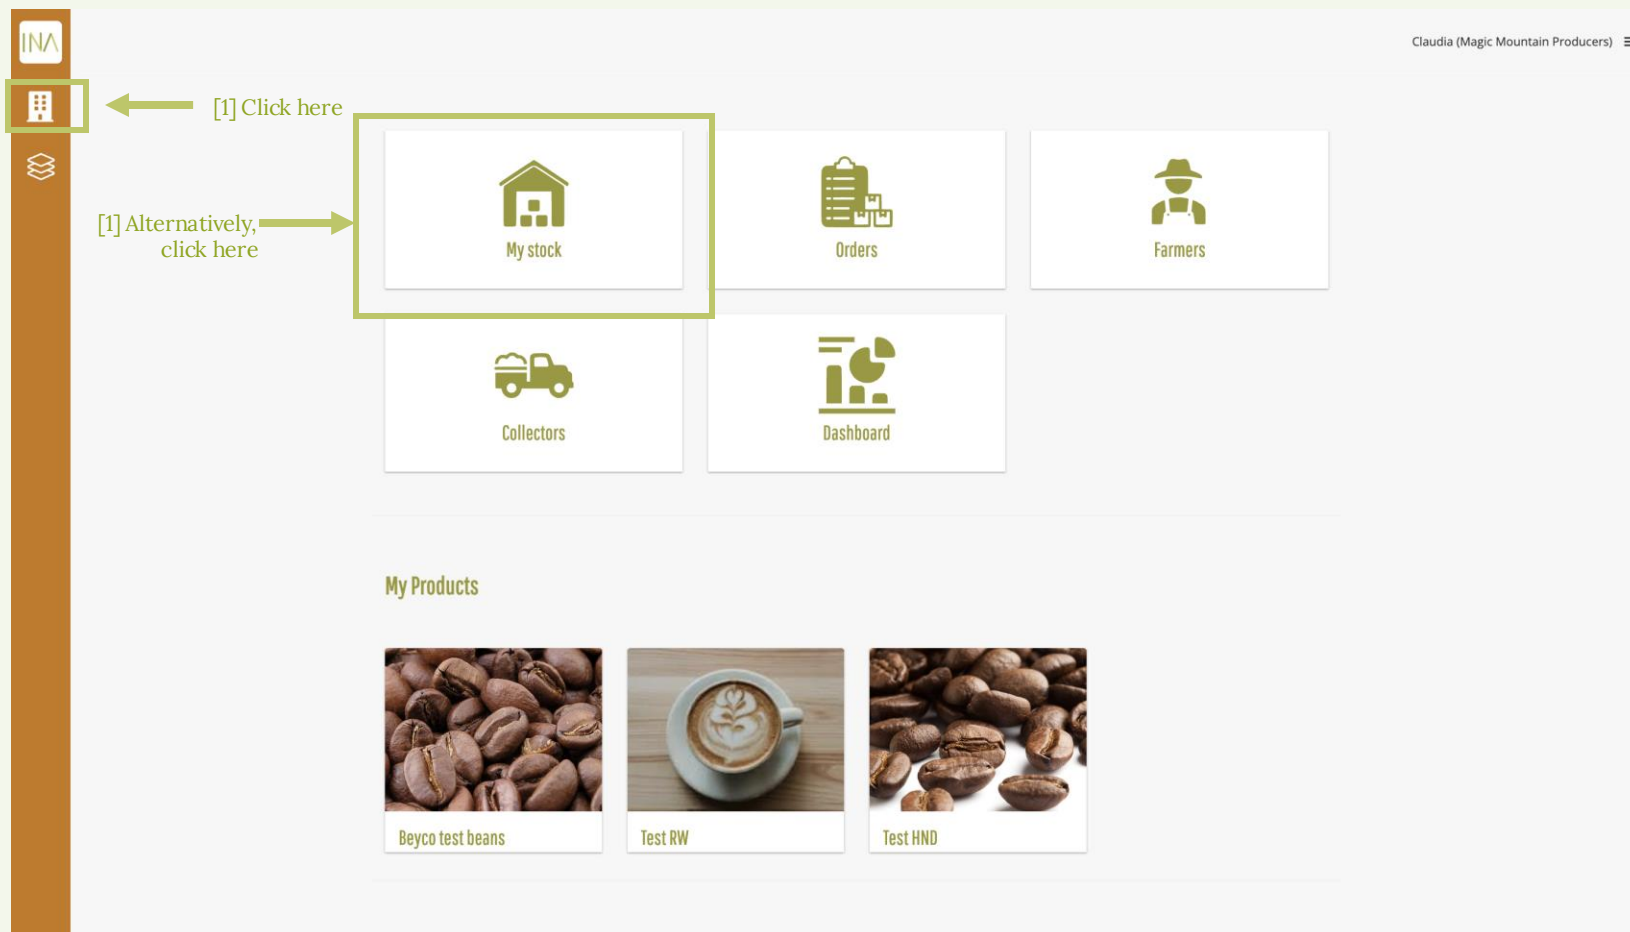 INA
Claudia (Magic Mountain Producers)
[1] Click here
[1] Alternatively,
click here
My stock
Orders
Farmers
Collectors
Dashboard
My Products
Beyco test beans
Test RW
Test HND